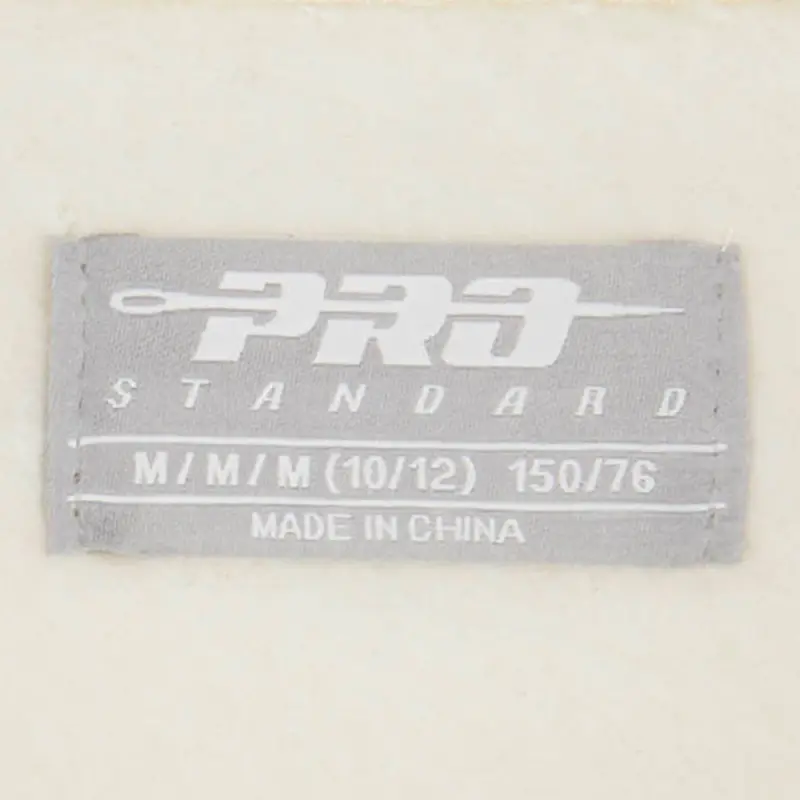 PRO
STANDARD
M/M/M (10/12) 150/76
MADE IN CHINA